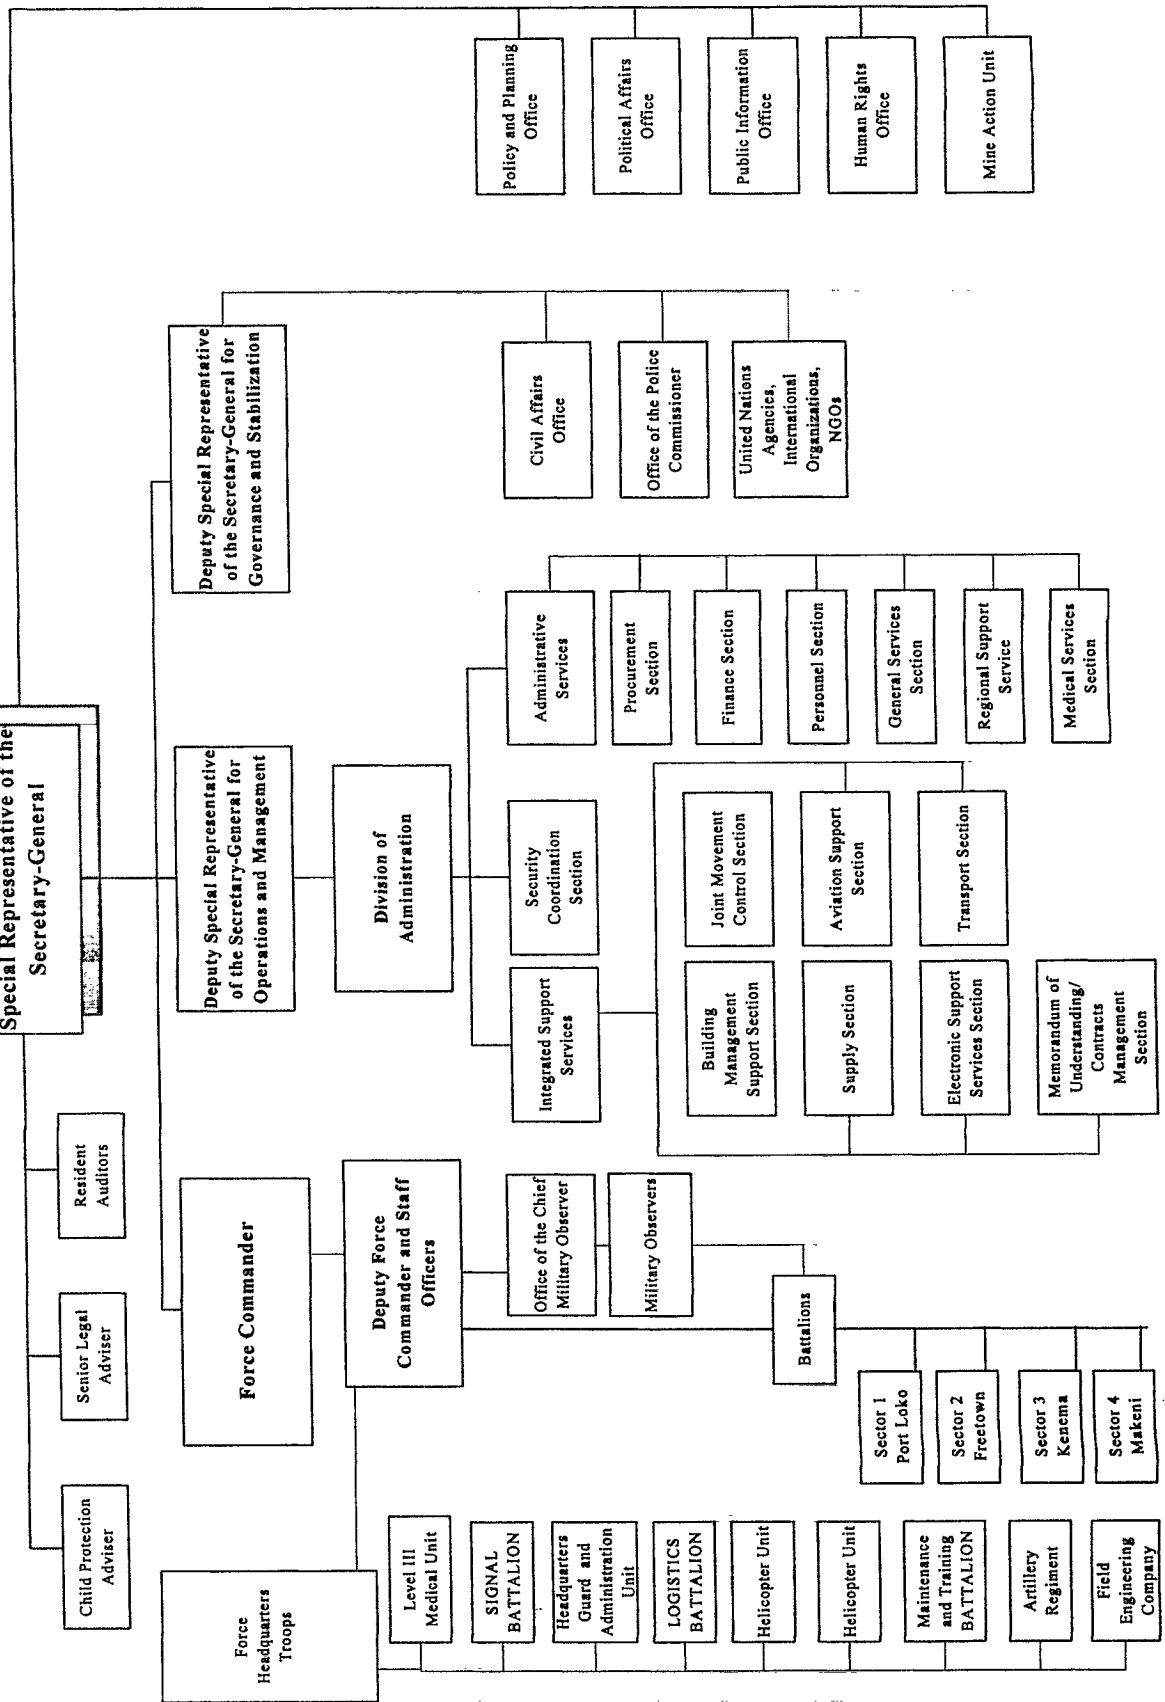 Special Representative of the
Secretary-General
Child Protection
Adviser
Senior Legal
Adviser
Resident
Auditors
Force
Headquarters
Troops
Force Commander
Deputy Special Representative
of the Secretary-General for
Operations and Management
Deputy Special Representative
of the Secretary-General for
Governance and Stabilization
Deputy Force
Commander and Staff
Officers
Division of
Administration
Level III
Medical Unit
SIGNAL
BATTALION
Headquarters
Guard and
Administration
Unit
LOGISTICS
BATTALION
Helicopter Unit
Helicopter Unit
Maintenance
and Training
BATTALION
Artillery
Regiment
Field
Engineering
Company
Office of the Chief
Military Observer
Military Observers
Battalions
Sector 1
Port Loko
Sector 2
Freetown
Sector 3
Kenema
Sector 4
Makeni
Integrated Support
Services
Security
Coordination
Section
Administrative
Services
Building
Management
Support Section
Joint Movement
Control Section
Supply Section
Aviation Support
Section
Electronic Support
Services Section
Transport Section
Memorandum of
Understanding/
Contracts
Management
Section
Procurement
Section
Finance Section
Personnel Section
General Services
Section
Regional Support
Service
Medical Services
Section
Civil Affairs
Office
Office of the Police
Commissioner
United Nations
Agencies,
International
Organizations,
NGOs
Policy and Planning
Office
Political Affairs
Office
Public Information
Office
Human Rights
Office
Mine Action Unit